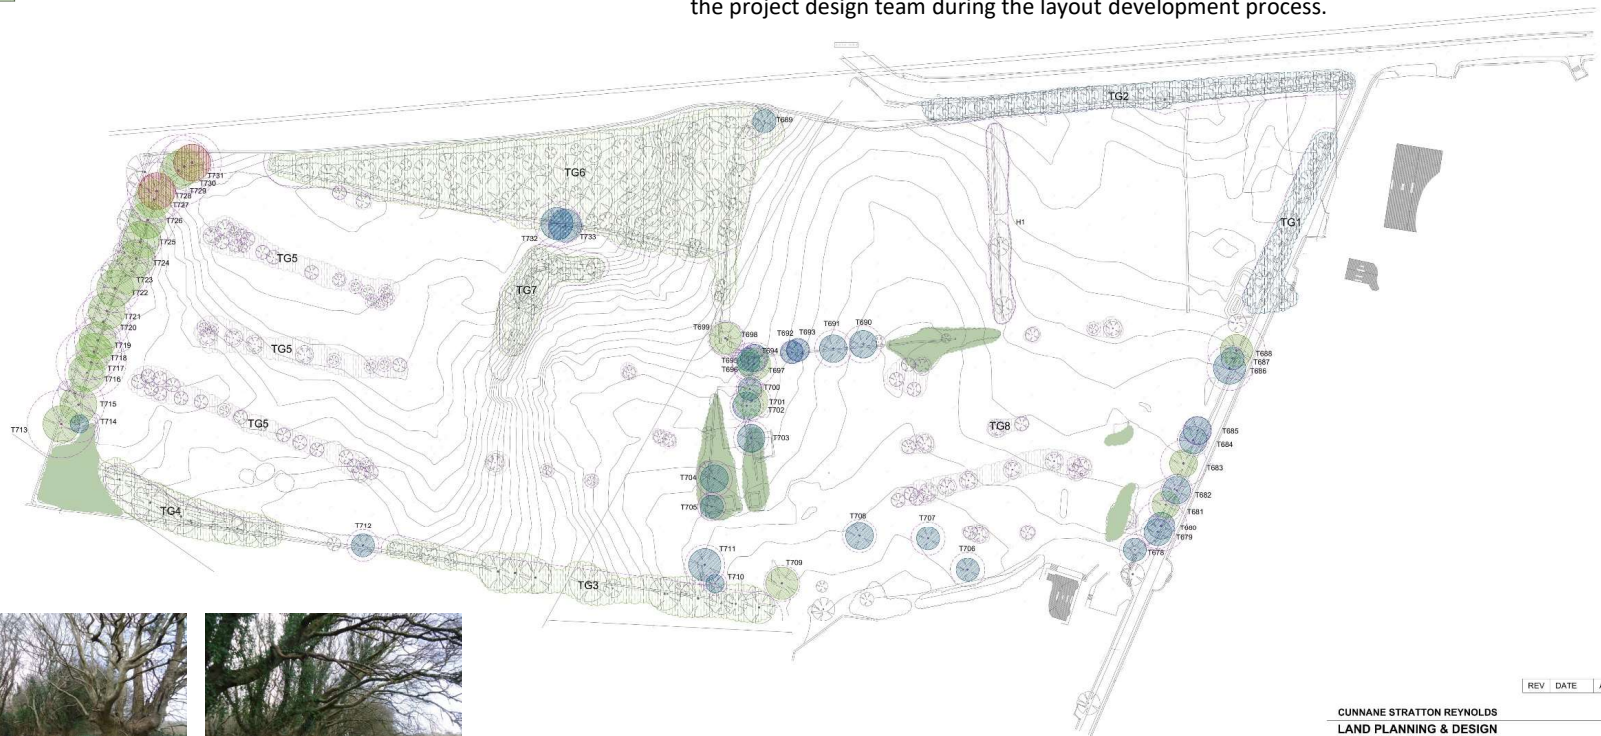 the project design team during the layout development process.
TG2
T689
TG6
T731
T730
T729
T728
T727
T726
T725
T724
T723
T722
T721
T720
T719
T718
T717
T716
T715
T714
T713
TG1
H1
T732
T733
TG5
TG7
TG5
TG5
T699
T698
T692
T693
T691
T690
T694
T695
T696
T697
T700
T701
T702
T703
T704
T705
T688
T687
T686
TG8
T685
T684
T683
T682
T681
T680
T679
T678
TG4
T712
T708
T707
T706
T711
T710
T709
TG3
REV DATE
CUNNANE STRATTON REYNOLDS
LAND PLANNING & DESIGN